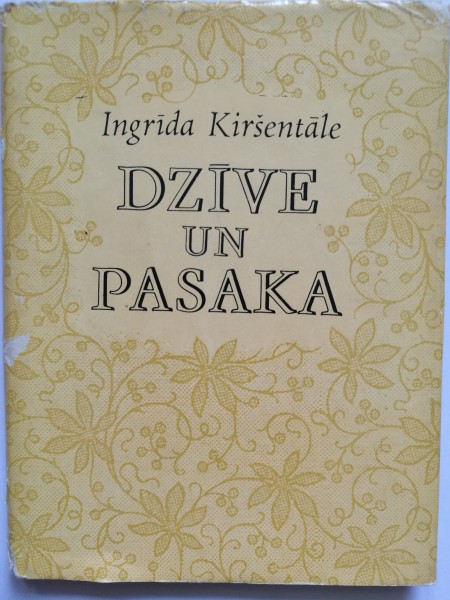 Ingrīda Kiršentāle
DZĪVE
UN
PASAKA